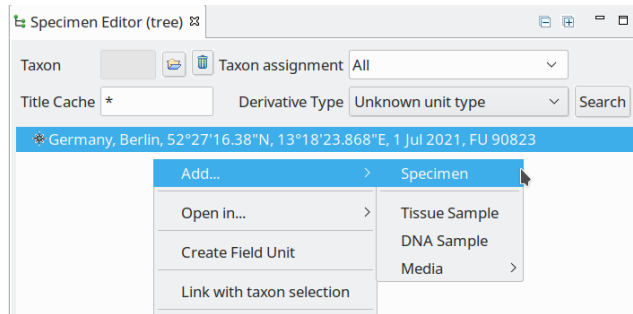 Specimen Editor (tree)
Taxon Taxon assignment All
Title Cache * Derivative Type Unknown unit type Search
Germany, Berlin, 52°27'16.38"N, 13°18'23.868"E, 1 Jul 2021, FU 90823
Add... Specimen
Open in... Tissue Sample
DNA Sample
Create Field Unit
Media
Link with taxon selection